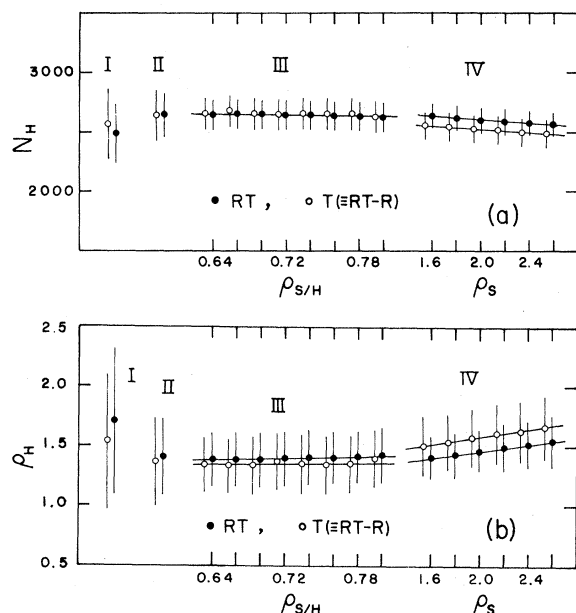 I II III IV
3000
N_H
2000
● RT , ○ T(≡RT-R) (a)
0.64 0.72 0.78 1.6 2.0 2.4
ρ_S/H ρ_S
2.5
I II III IV
2.0
ρ_H
1.5
1.0
● RT , ○ T(≡RT-R) (b)
0.5
0.64 0.72 0.78 1.6 2.0 2.4
ρ_S/H ρ_S